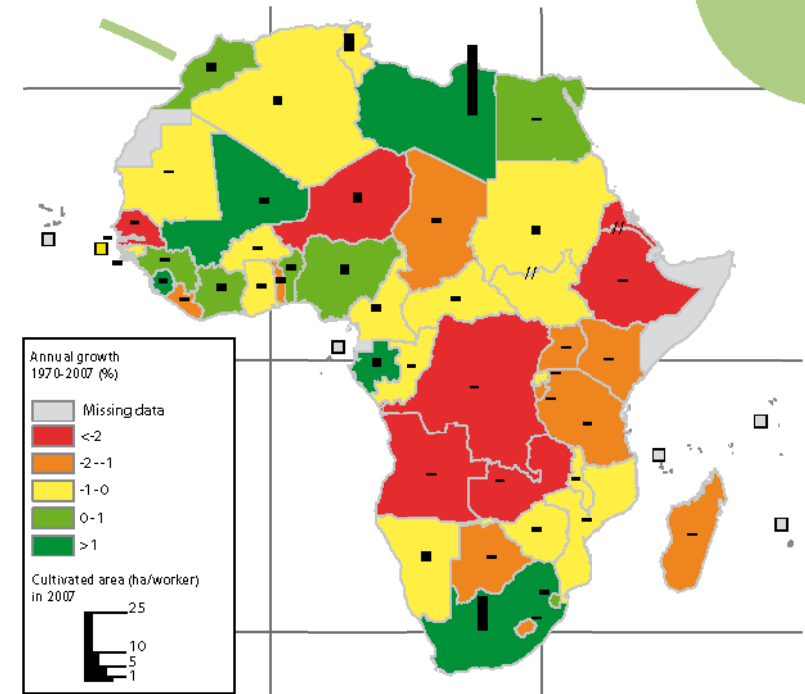 Annual growth
1970-2007 (%)
Missing data
<-2
-2--1
-1-0
0-1
>1
Cultivated area (ha/worker)
in 2007
25
10
5
1